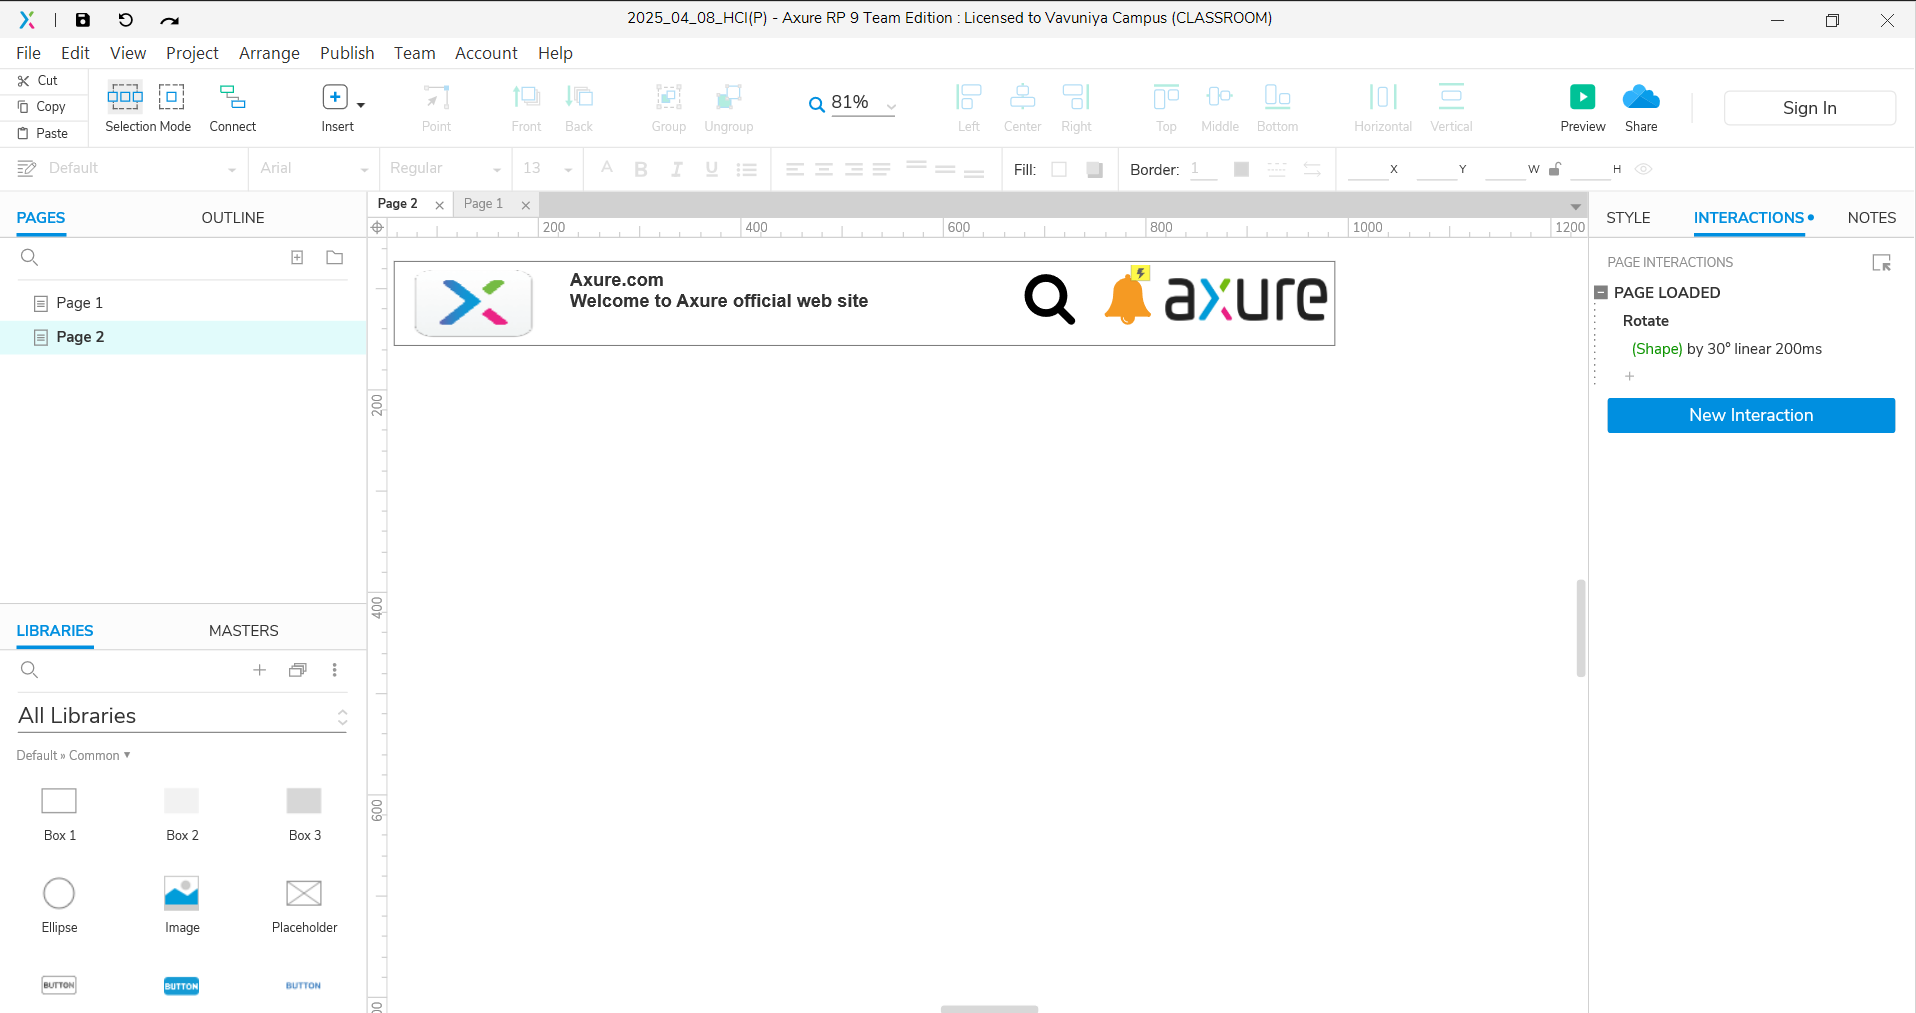 2025_04_08_HCI(P) - Axure RP 9 Team Edition : Licensed to Vavuniya Campus (CLASSROOM)
File Edit View Project Arrange Publish Team Account Help
Cut
Copy
Paste
Selection Mode Connect Insert Point Front Back Group Ungroup 81% Left Center Right Top Middle Bottom Horizontal Vertical Preview Share Sign In
Default Arial Regular 13 A B I U Fill: Border: 1 X Y W H
PAGES OUTLINE
Page 2 Page 1
STYLE INTERACTIONS NOTES
200 400 600 800 1000 1200
PAGE INTERACTIONS
PAGE LOADED
Rotate
(Shape) by 30° linear 200ms
+
New Interaction
Page 1
Page 2
Axure.com
Welcome to Axure official web site
axure
200
400
600
LIBRARIES MASTERS
All Libraries
Default » Common
Box 1 Box 2 Box 3
Ellipse Image Placeholder
BUTTON BUTTON BUTTON